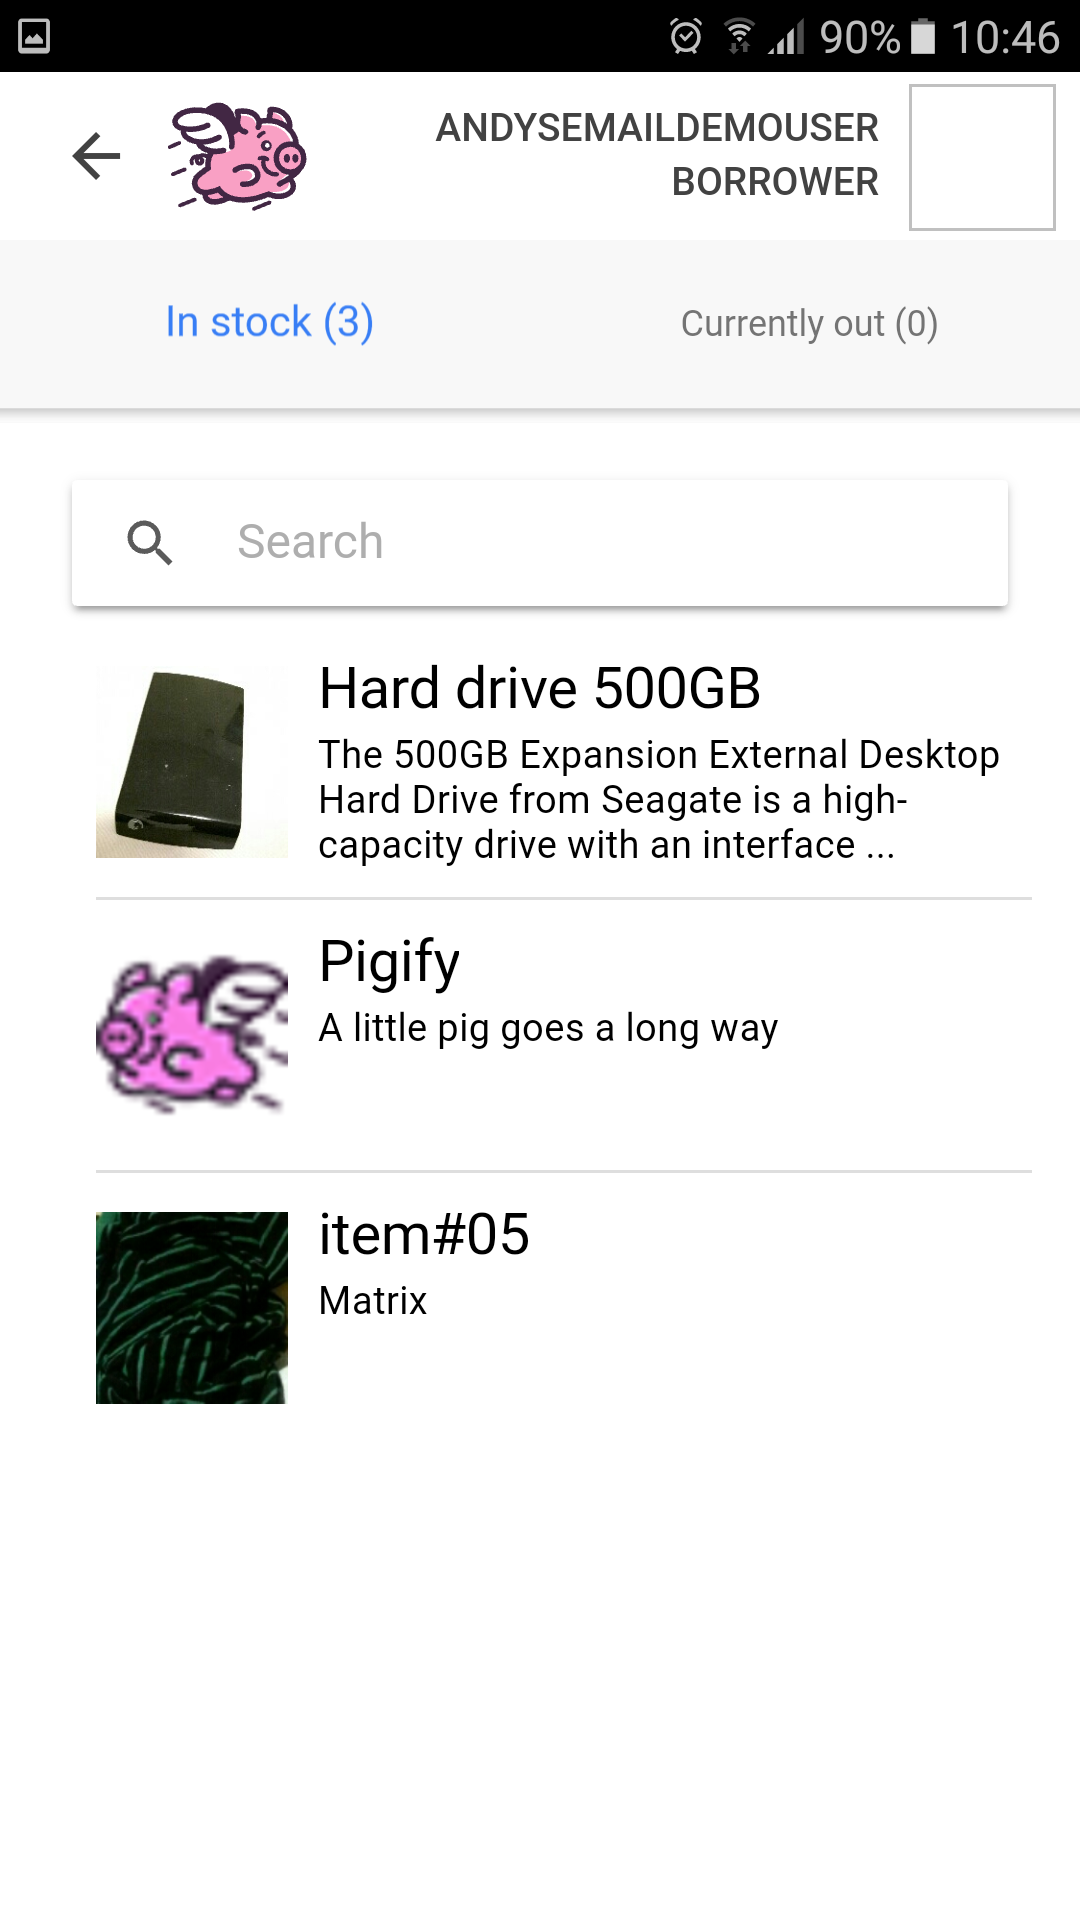 90% 10:46
ANDYSEMAILDEMOUSER
BORROWER
In stock (3)
Currently out (0)
Search
Hard drive 500GB
The 500GB Expansion External Desktop
Hard Drive from Seagate is a high-
capacity drive with an interface ...
Pigify
A little pig goes a long way
item#05
Matrix